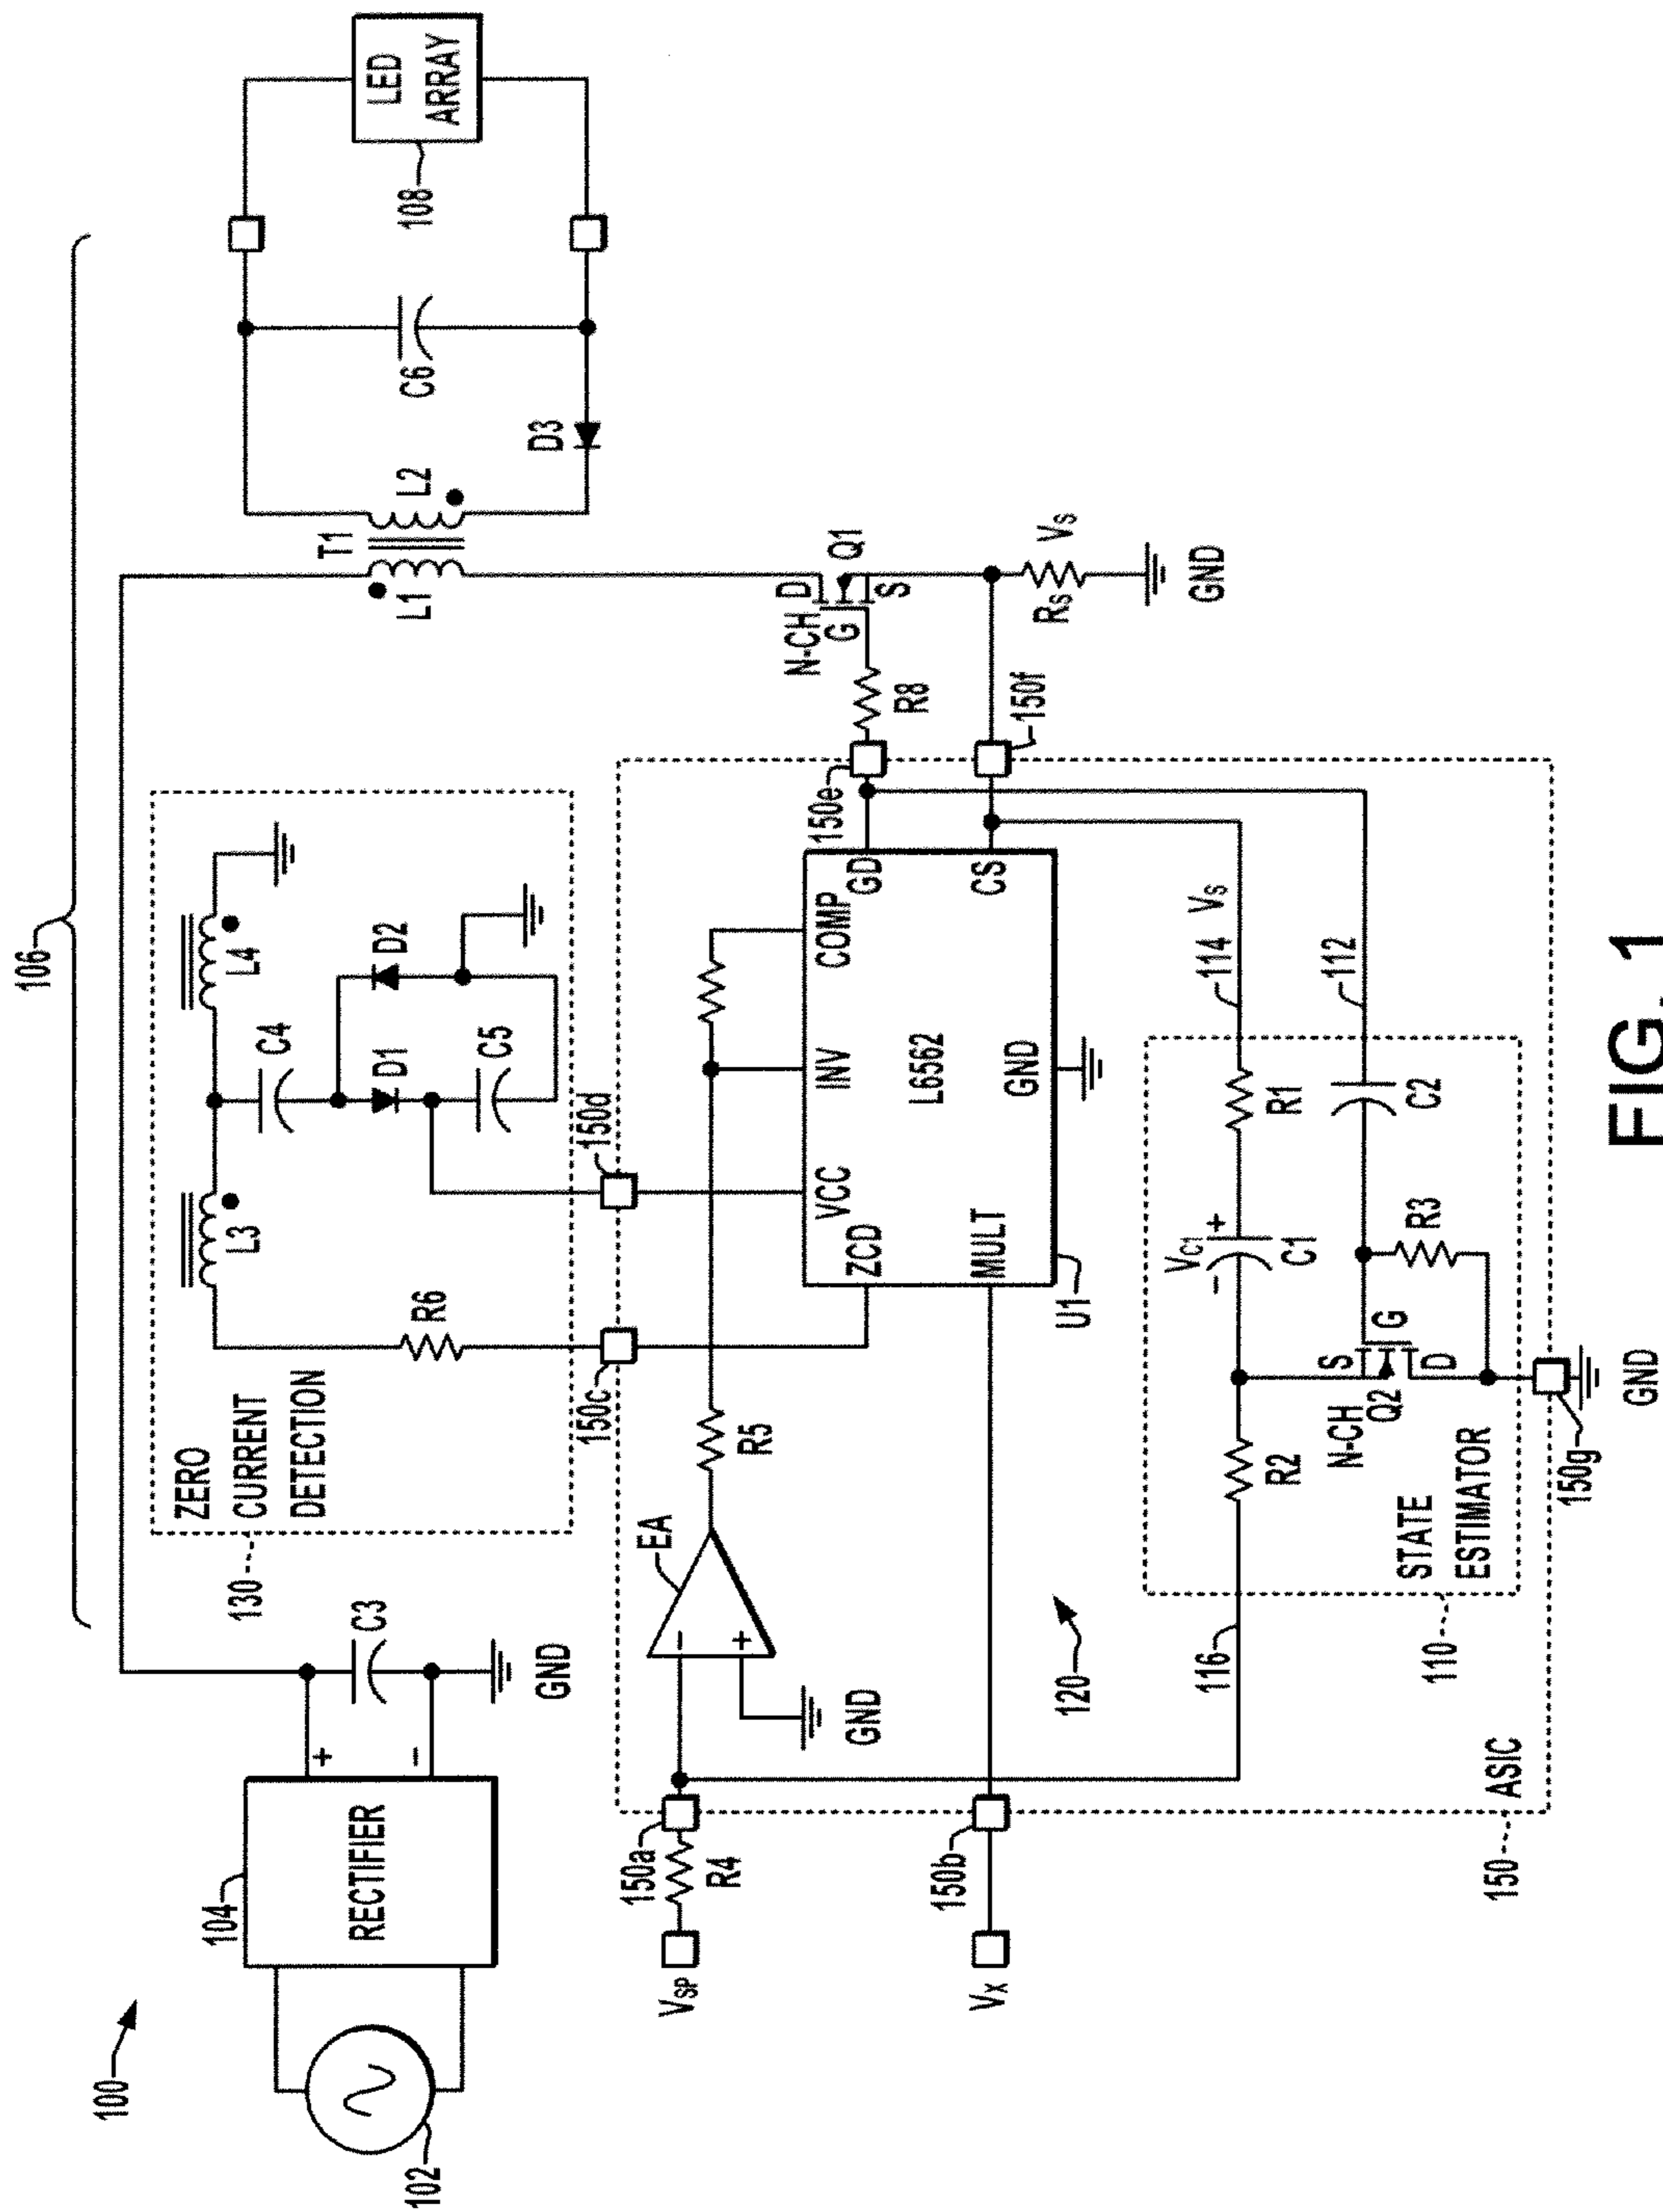 100
102
104
RECTIFIER
+
−
C3
GND
106
ZERO
CURRENT
DETECTION
130
L3
L4
R6
C4
D1
D2
C5
T1
L1
L2
D3
C6
LED
ARRAY
108
VSP
R4
150a
VX
150b
150c
150d
EA
−
+
GND
R5
ZCD
VCC
INV
COMP
MULT
L6562
GND
GD
CS
U1
150e
150f
R8
N-CH
D
G
S
Q1
RS
VS
GND
120
116
114
VS
112
R2
VC1
−
+
C1
R1
N-CH
Q2
S
G
D
R3
C2
STATE
ESTIMATOR
110
150
ASIC
150g
GND
FIG. 1